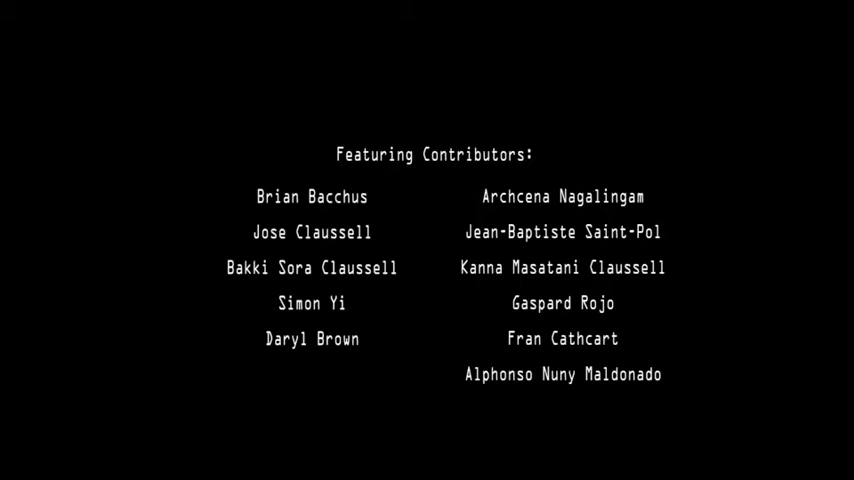 Featuring Contributors:
Brian Bacchus
Archcena Nagalingam
Jose Claussell
Jean-Baptiste Saint-Pol
Bakki Sora Claussell
Kanna Masatani Claussell
Simon Yi
Gaspard Rojo
Daryl Brown
Fran Cathcart
Alphonso Nuny Maldonado